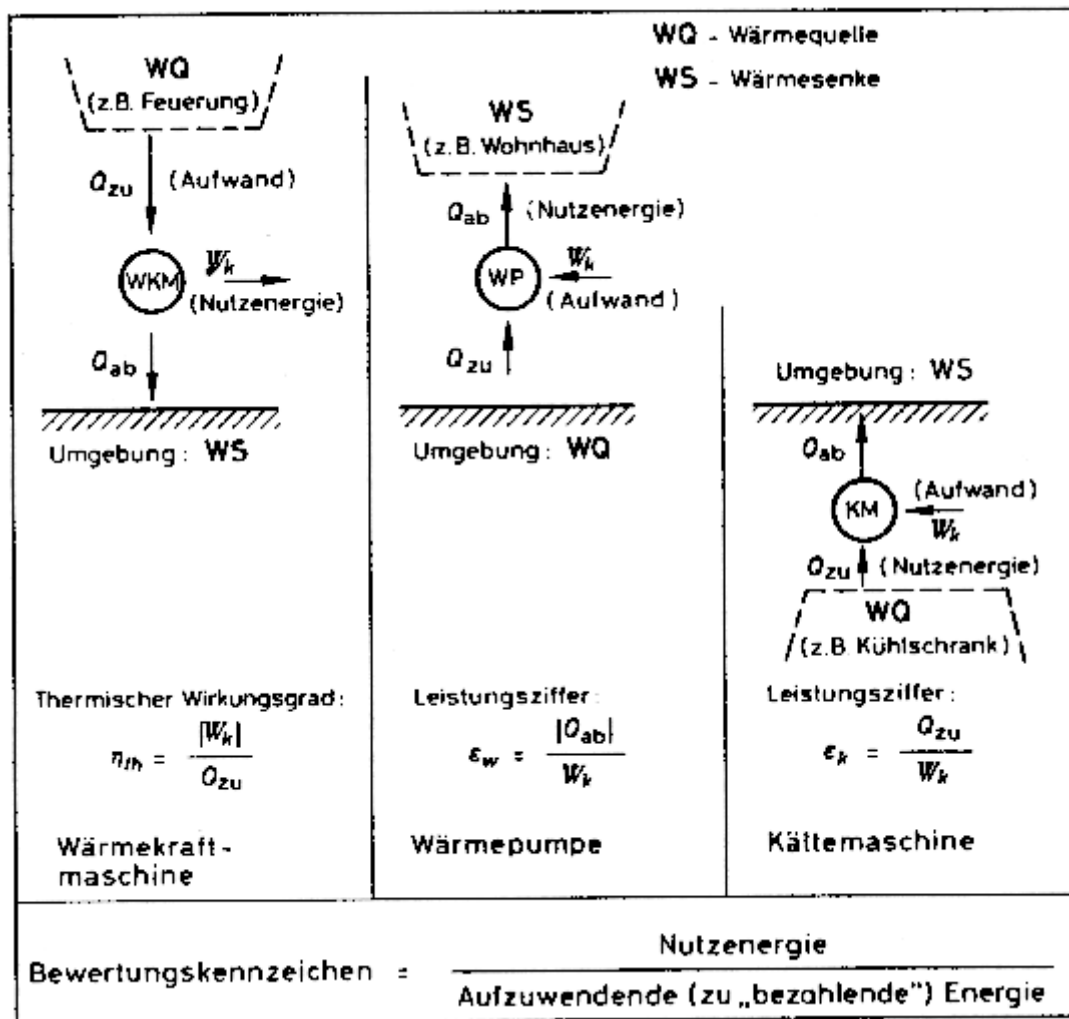 WQ - Wärmequelle
WS - Wärmesenke
WQ
(z.B. Feuerung)
Q_zu (Aufwand)
WKM
W_k
(Nutzenergie)
Q_ab
Umgebung: WS
Thermischer Wirkungsgrad:
η_th = |W_k| / Q_zu
Wärmekraft-
maschine
WS
(z.B. Wohnhaus)
Q_ab (Nutzenergie)
WP
W_k
(Aufwand)
Q_zu
Umgebung: WQ
Leistungsziffer:
ε_w = |Q_ab| / W_k
Wärmepumpe
Umgebung: WS
Q_ab
KM
(Aufwand)
W_k
Q_zu (Nutzenergie)
WQ
(z.B. Kühlschrank)
Leistungsziffer:
ε_k = Q_zu / W_k
Kältemaschine
Bewertungskennzeichen = Nutzenergie / Aufzuwendende (zu „bezahlende") Energie